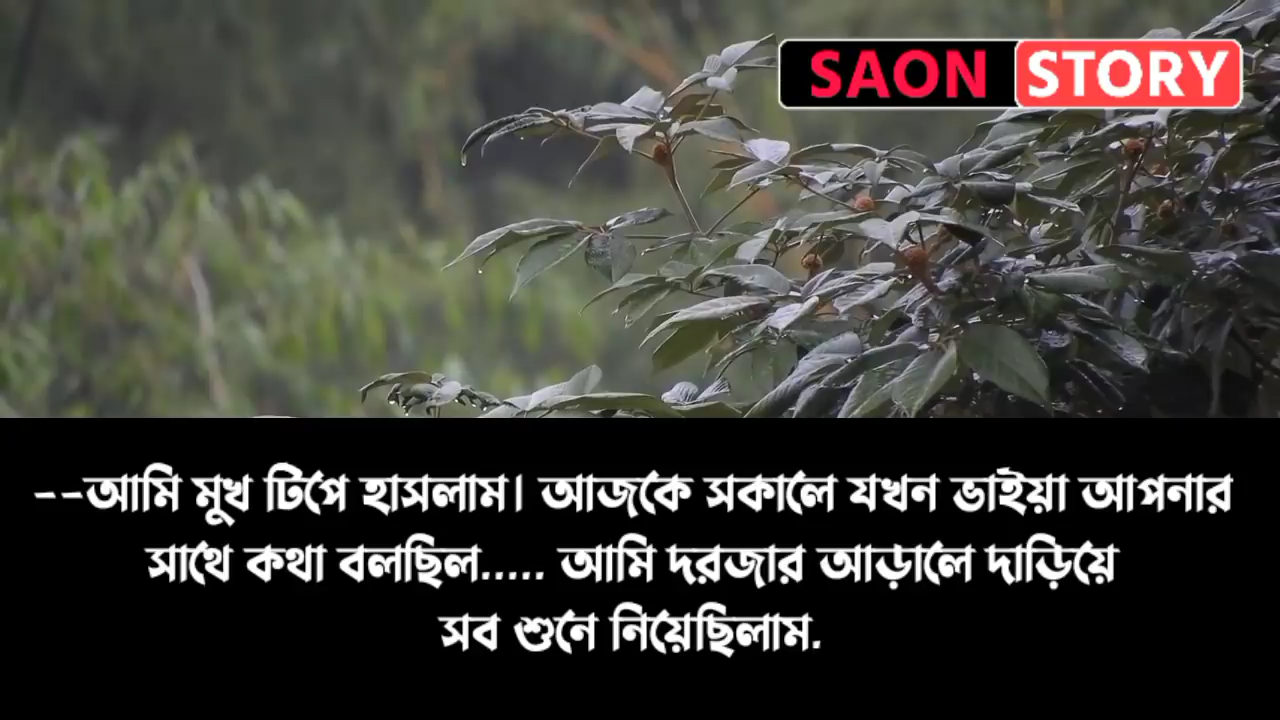 SAON STORY
--আমি মুখ টিপে হাসলাম। আজকে সকালে যখন ভাইয়া আপনার
সাথে কথা বলছিল..... আমি দরজার আড়ালে দাড়িয়ে
সব শুনে নিয়েছিলাম.